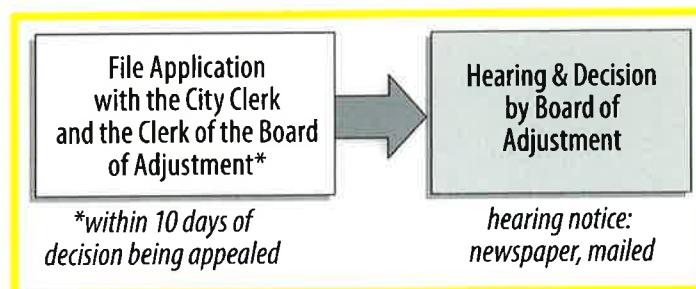 File Application
with the City Clerk
and the Clerk of the Board
of Adjustment*
*within 10 days of
decision being appealed
Hearing & Decision
by Board of
Adjustment
hearing notice:
newspaper, mailed